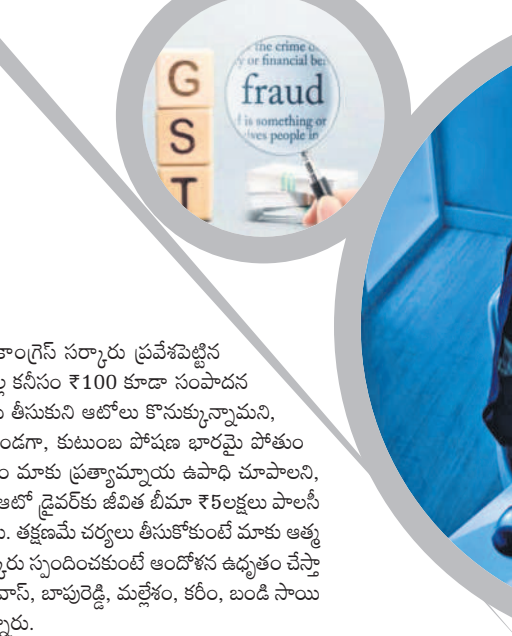 the crime o
y or financial be
fraud
d is something or
ves people in
G
S
T
కాంగ్రెస్ సర్కారు ప్రవేశపెట్టిన
కనీసం ₹100 కూడా సంపాదన
తీసుకుని ఆటోలు కొనుక్కున్నామని,
కుటుంబ పోషణ భారమై పోతుం
మాకు ప్రత్యామ్నాయ ఉపాధి చూపాలని,
ఆటో డ్రైవర్‌కు జీవిత బీమా ₹5లక్షలు పాలసీ
తక్షణమే చర్యలు తీసుకోకుంటే మాకు ఆత్మ
స్పందించకుంటే ఆందోళన ఉధృతం చేస్తా
బాపురెడ్డి, మల్లేశం, కరీం, బండి సాయి